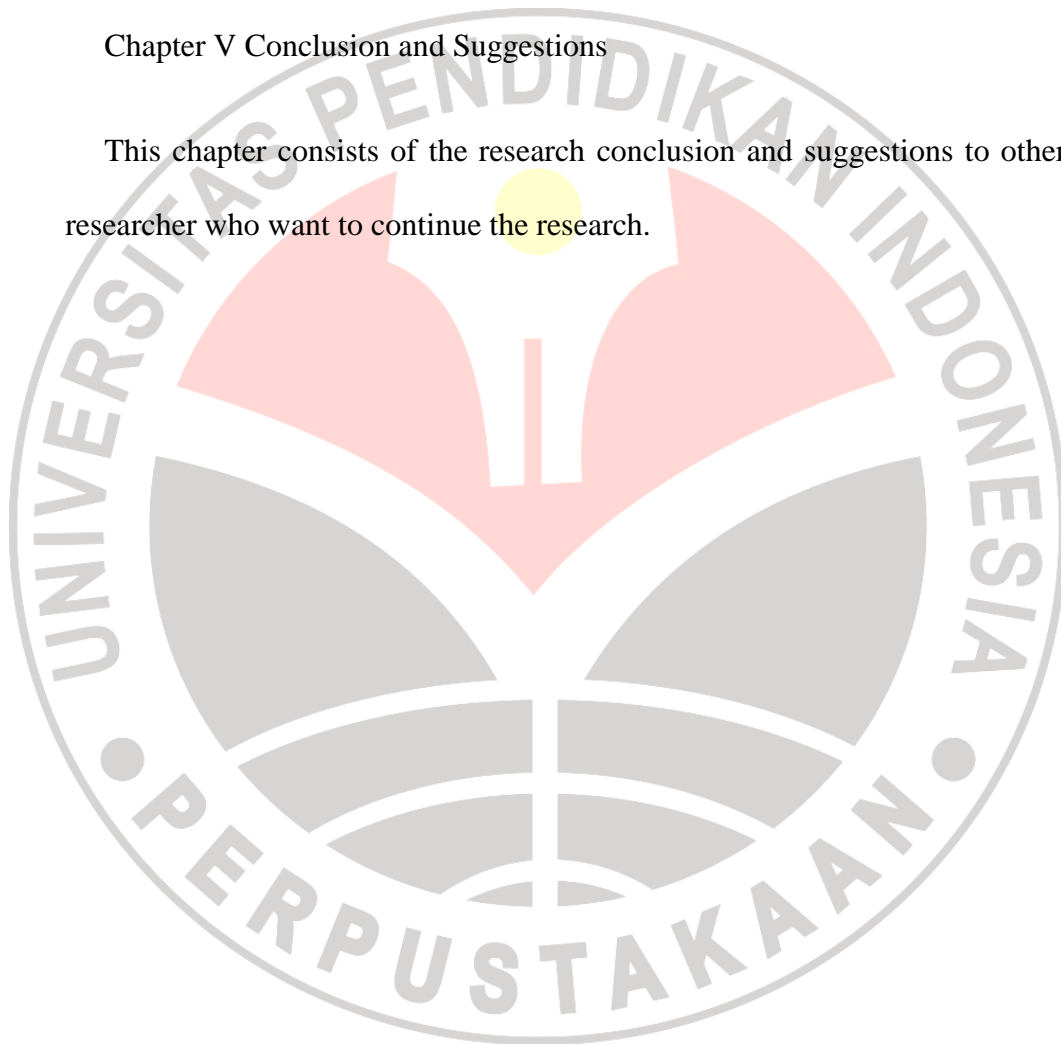 Chapter V Conclusion and Suggestions
This chapter consists of the research conclusion and suggestions to other
researcher who want to continue the research.
UNIVERSITAS PENDIDIKAN INDONESIA
PERPUSTAKAAN